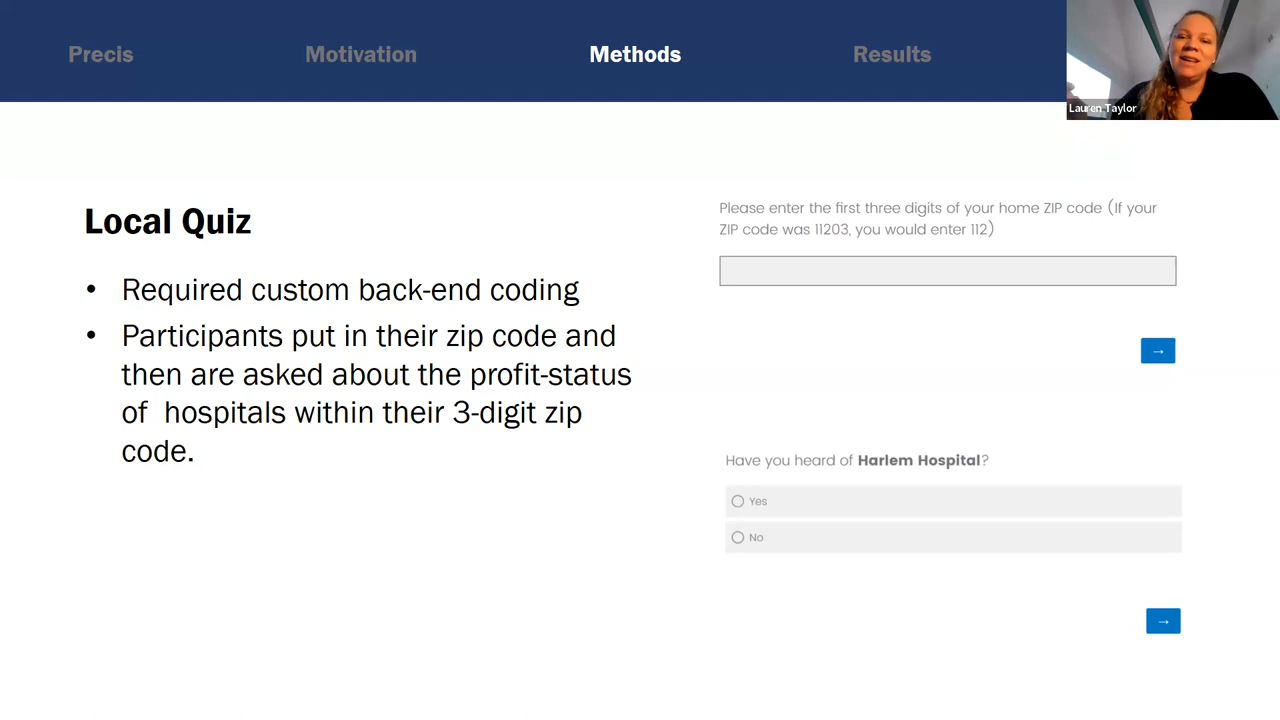 Precis Motivation Methods Results
Lauren Taylor
Local Quiz
• Required custom back-end coding
• Participants put in their zip code and
then are asked about the profit-status
of hospitals within their 3-digit zip
code.
Please enter the first three digits of your home ZIP code (If your
ZIP code was 11203, you would enter 112)
→
Have you heard of Harlem Hospital?
Yes
No
→